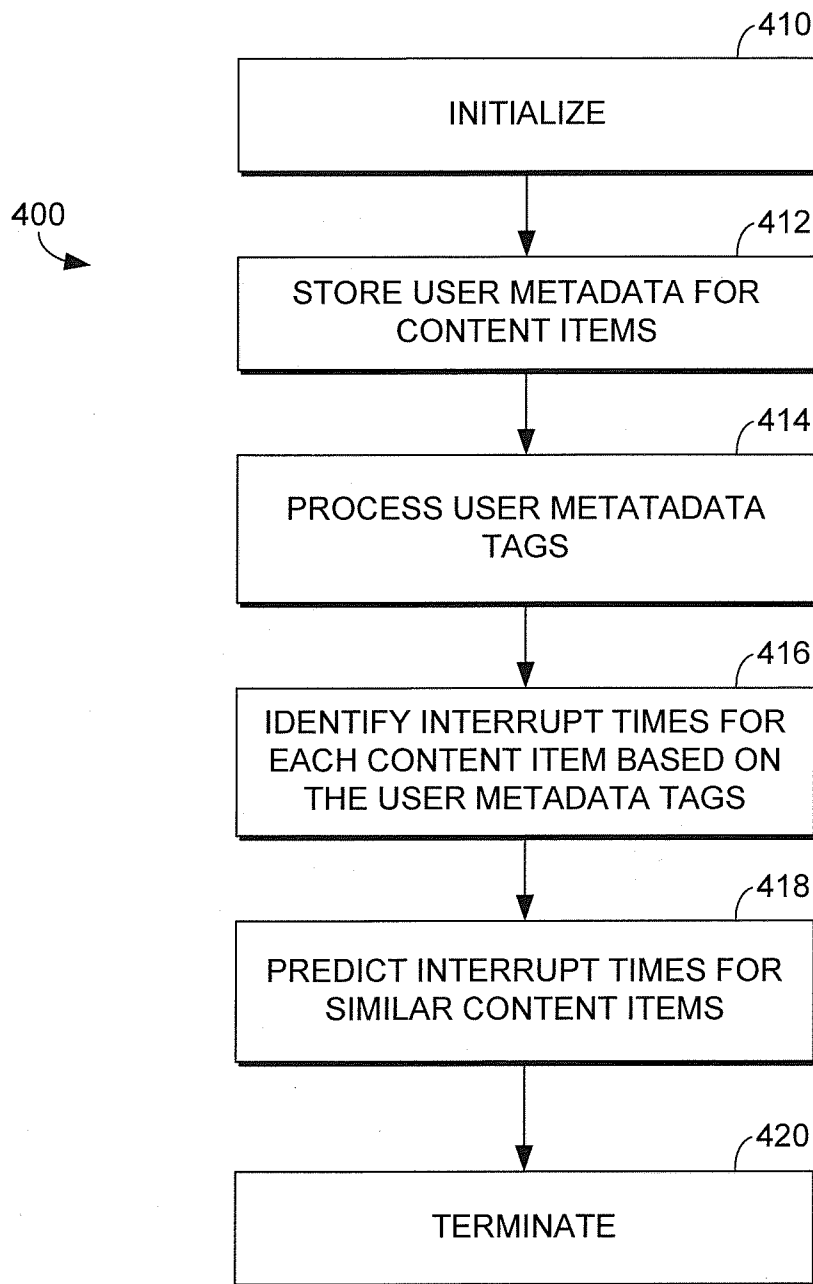 410
INITIALIZE
400
412
STORE USER METADATA FOR
CONTENT ITEMS
414
PROCESS USER METATADATA
TAGS
416
IDENTIFY INTERRUPT TIMES FOR
EACH CONTENT ITEM BASED ON
THE USER METADATA TAGS
418
PREDICT INTERRUPT TIMES FOR
SIMILAR CONTENT ITEMS
420
TERMINATE